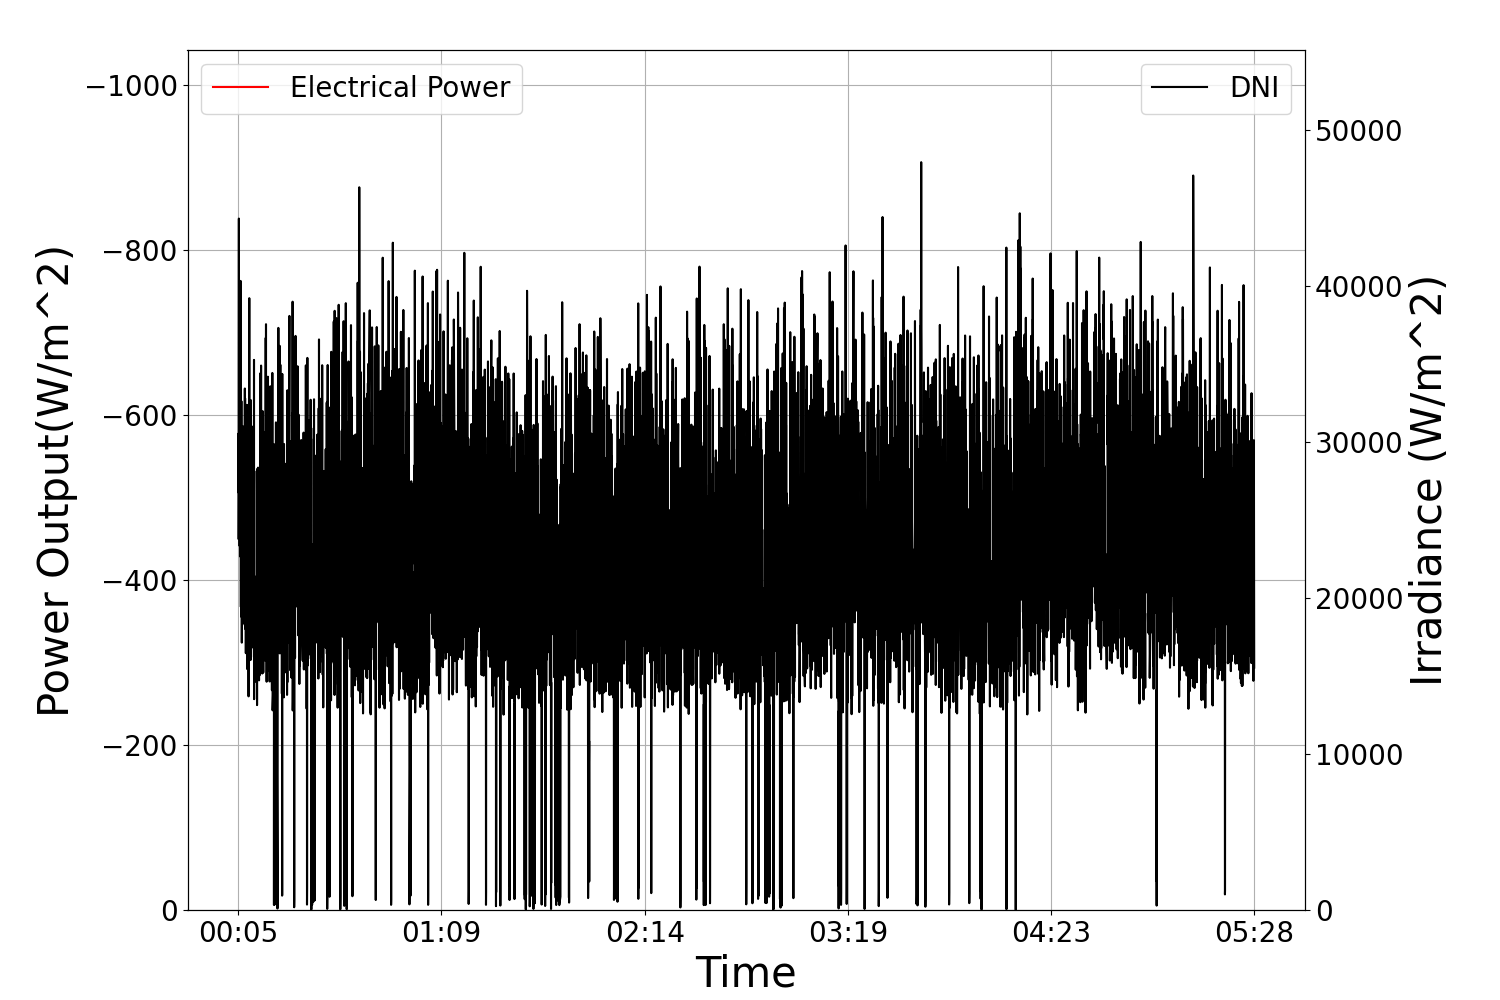 Electrical Power
DNI
−1000
−800
−600
−400
−200
0
50000
40000
30000
20000
10000
0
Power Output(W/m^2)
Irradiance (W/m^2)
00:05 01:09 02:14 03:19 04:23 05:28
Time